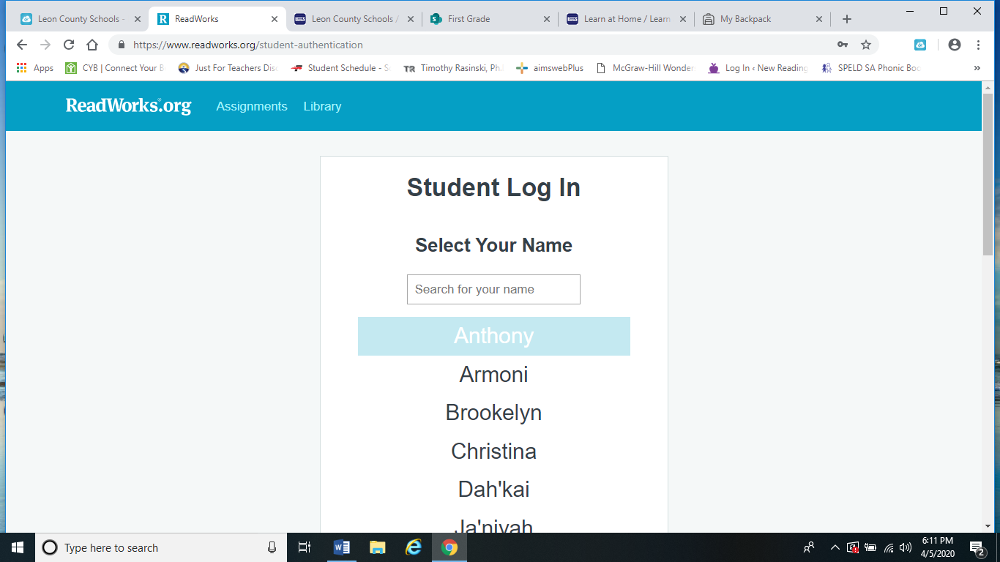 Leon County Schools -
ReadWorks
Leon County Schools /
First Grade
Learn at Home / Learn
My Backpack
https://www.readworks.org/student-authentication
Apps
CYB | Connect Your B
Just For Teachers Disc
Student Schedule - S
Timothy Rasinski, Ph.
aimswebPlus
McGraw-Hill Wonder
Log In ‹ New Reading
SPELD SA Phonic Boo
»
ReadWorks.org
Assignments
Library
Student Log In
Select Your Name
Search for your name
Anthony
Armoni
Brookelyn
Christina
Dah'kai
Ja'niyah
Type here to search
6:11 PM
4/5/2020
2